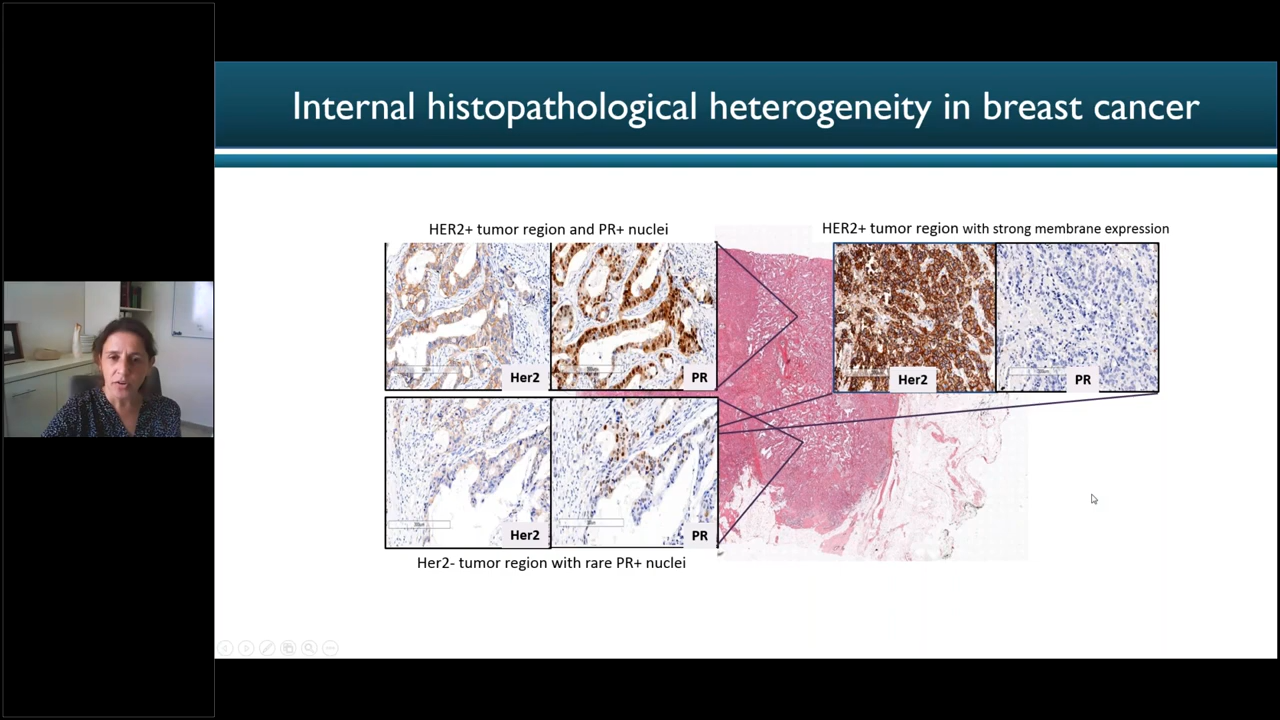 Internal histopathological heterogeneity in breast cancer
HER2+ tumor region and PR+ nuclei
HER2+ tumor region with strong membrane expression
Her2
PR
Her2
PR
Her2
PR
Her2- tumor region with rare PR+ nuclei